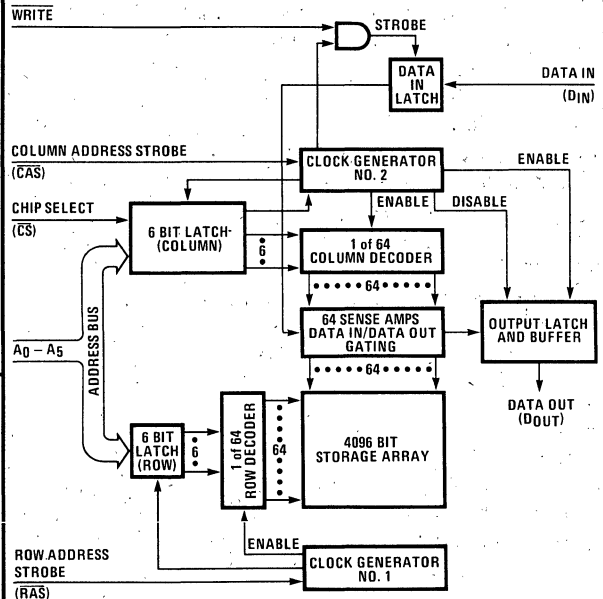 WRITE
STROBE
DATA
IN
LATCH
DATA IN
(DIN)
COLUMN ADDRESS STROBE
(CAS)
CLOCK GENERATOR
NO. 2
ENABLE
CHIP SELECT
(CS)
6 BIT LATCH
(COLUMN)
6
ENABLE
DISABLE
1 of 64
COLUMN DECODER
64
64 SENSE AMPS
DATA IN/DATA OUT
GATING
OUTPUT LATCH
AND BUFFER
A0 – A5
ADDRESS BUS
64
DATA OUT
(DOUT)
6 BIT
LATCH
(ROW)
6
1 of 64
ROW DECODER
64
4096 BIT
STORAGE ARRAY
ENABLE
ROW ADDRESS
STROBE
(RAS)
CLOCK GENERATOR
NO. 1